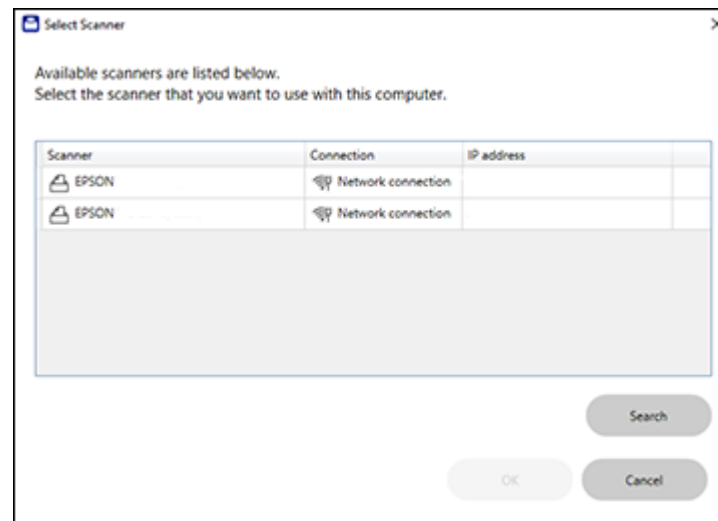 Select Scanner
Available scanners are listed below.
Select the scanner that you want to use with this computer.
Scanner Connection IP address
EPSON Network connection
EPSON Network connection
Search
OK Cancel